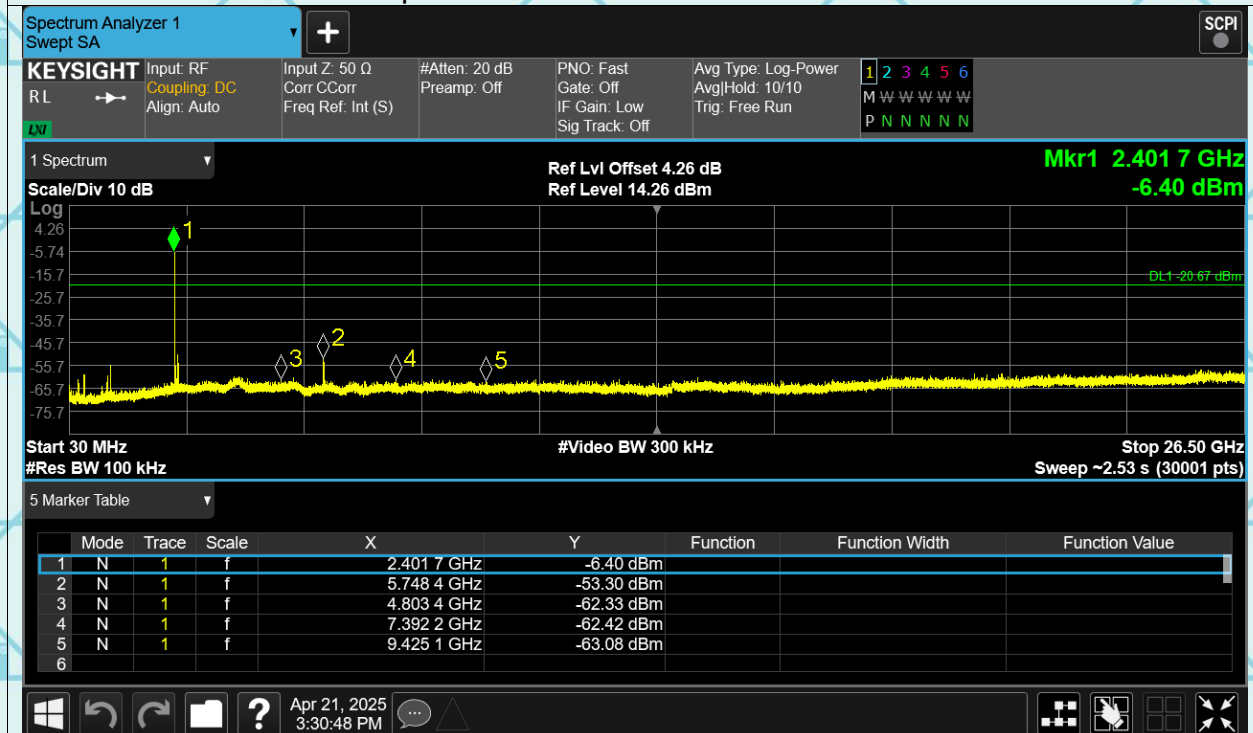 Spectrum Analyzer 1
Swept SA
+
SCPI
KEYSIGHT
RL
LXI
Input: RF
Coupling: DC
Align: Auto
Input Z: 50 Ω
Corr CCorr
Freq Ref: Int (S)
#Atten: 20 dB
Preamp: Off
PNO: Fast
Gate: Off
IF Gain: Low
Sig Track: Off
Avg Type: Log-Power
Avg|Hold: 10/10
Trig: Free Run
1 2 3 4 5 6
M W W W W W
P N N N N N
1 Spectrum
Scale/Div 10 dB
Ref Lvl Offset 4.26 dB
Ref Level 14.26 dBm
Mkr1 2.401 7 GHz
-6.40 dBm
Log
4.26
-5.74
-15.7
-25.7
-35.7
-45.7
-55.7
-65.7
-75.7
1
2
3
4
5
DL1 -20.67 dBm
Start 30 MHz
#Res BW 100 kHz
#Video BW 300 kHz
Stop 26.50 GHz
Sweep ~2.53 s (30001 pts)
5 Marker Table
Mode Trace Scale X Y Function Function Width Function Value
1 N 1 f 2.401 7 GHz -6.40 dBm
2 N 1 f 5.748 4 GHz -53.30 dBm
3 N 1 f 4.803 4 GHz -62.33 dBm
4 N 1 f 7.392 2 GHz -62.42 dBm
5 N 1 f 9.425 1 GHz -63.08 dBm
6
?
Apr 21, 2025
3:30:48 PM